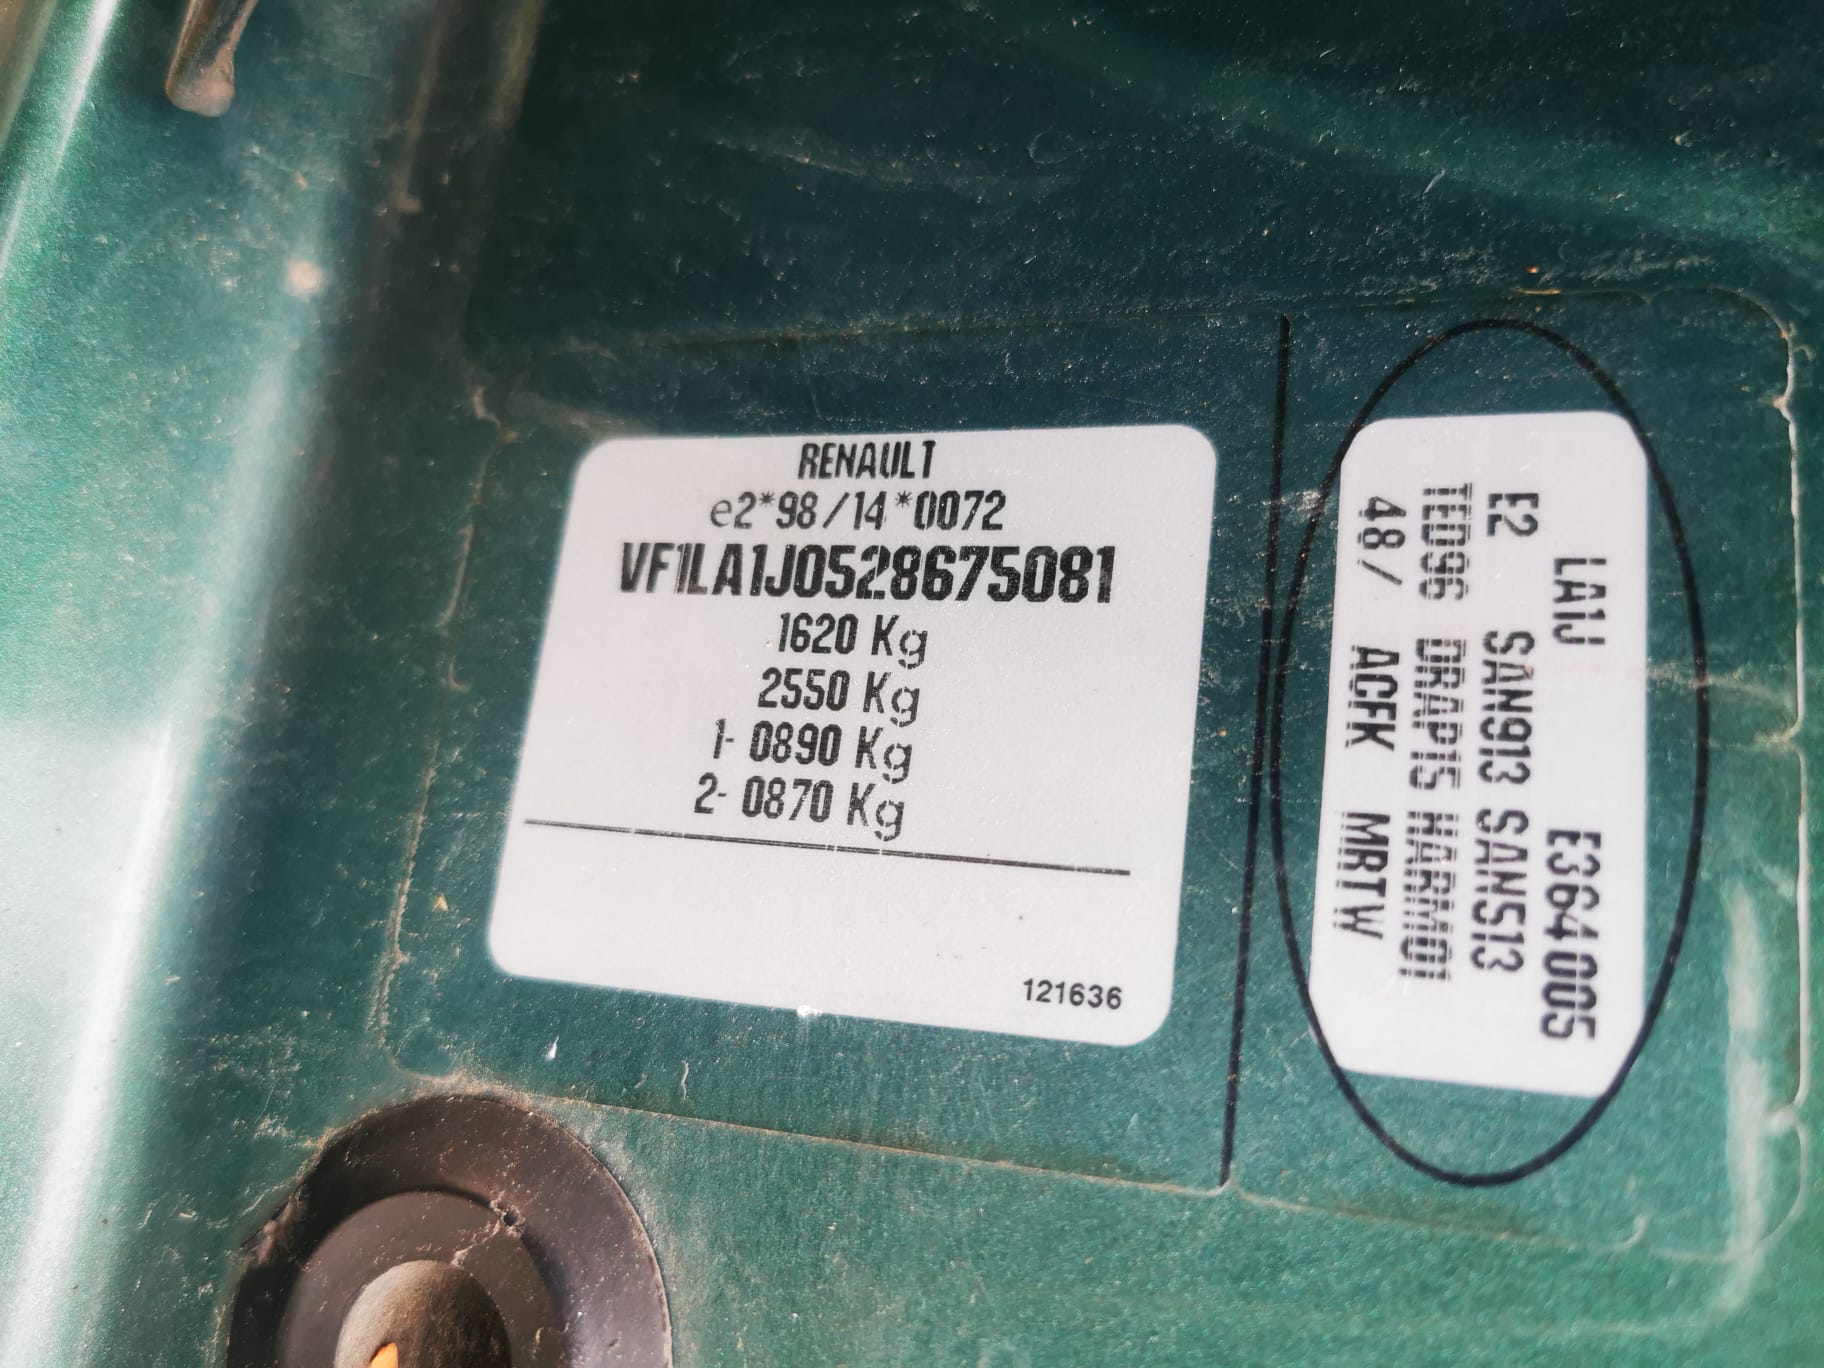 RENAULT
e2*98/14*0072
VF1LA1J0528675081
1620 Kg
2550 Kg
1- 0890 Kg
2- 0870 Kg
121636
LA1J E364 005
E2 SAN913 SAN513
TED96 DRAP15 HARM01
48/ ACFK MRTW